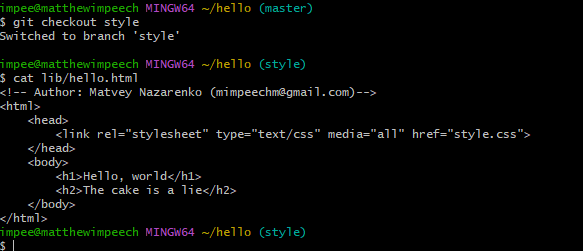 impee@matthewimpeech MINGW64 ~/hello (master)
$ git checkout style
Switched to branch 'style'

impee@matthewimpeech MINGW64 ~/hello (style)
$ cat lib/hello.html
<!-- Author: Matvey Nazarenko (mimpeechm@gmail.com)-->
<html>
    <head>
        <link rel="stylesheet" type="text/css" media="all" href="style.css">
    </head>
    <body>
        <h1>Hello, world</h1>
        <h2>The cake is a lie</h2>
    </body>
</html>
impee@matthewimpeech MINGW64 ~/hello (style)
$